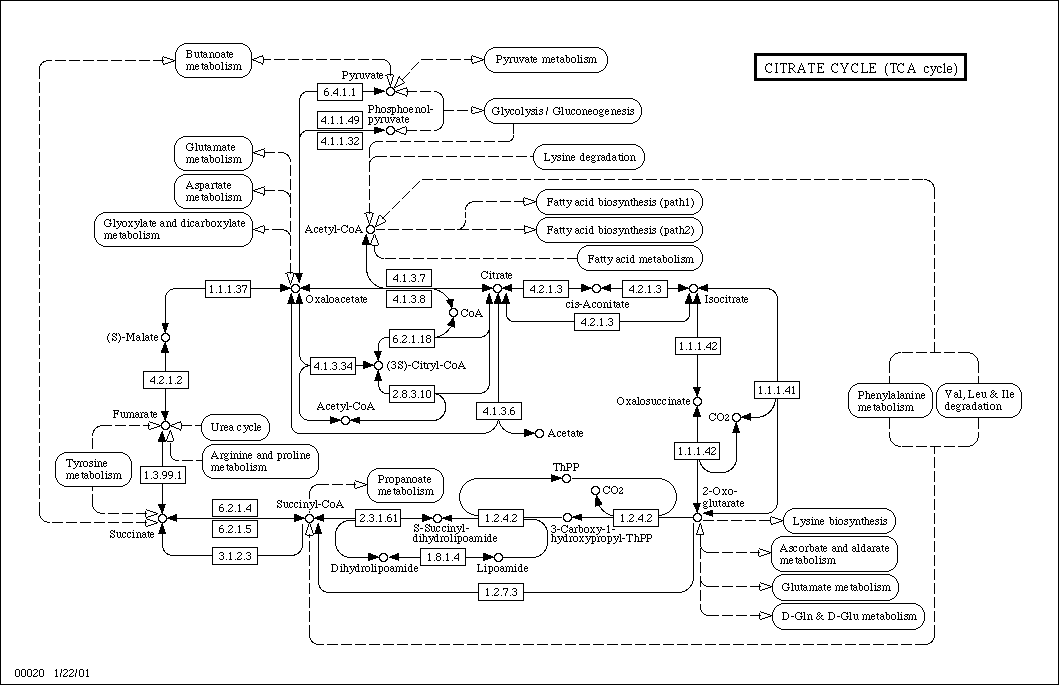 Butanoate
metabolism
Pyruvate metabolism
CITRATE CYCLE (TCA cycle)
Pyruvate
6.4.1.1
Phosphoenol-
pyruvate
Glycolysis / Gluconeogenesis
4.1.1.49
4.1.1.32
Glutamate
metabolism
Lysine degradation
Aspartate
metabolism
Fatty acid biosynthesis (path1)
Glyoxylate and dicarboxylate
metabolism
Acetyl-CoA
Fatty acid biosynthesis (path2)
Fatty acid metabolism
4.1.3.7
Citrate
1.1.1.37
Oxaloacetate
4.1.3.8
4.2.1.3
cis-Aconitate
4.2.1.3
Isocitrate
CoA
4.2.1.3
(S)-Malate
6.2.1.18
1.1.1.42
4.1.3.34
(3S)-Citryl-CoA
4.2.1.2
2.8.3.10
1.1.1.41
Phenylalanine
metabolism
Val, Leu & Ile
degradation
Acetyl-CoA
4.1.3.6
Oxalosuccinate
CO2
Fumarate
Urea cycle
Acetate
1.1.1.42
Tyrosine
metabolism
Arginine and proline
metabolism
1.3.99.1
Propanoate
metabolism
ThPP
CO2
2-Oxo-
glutarate
6.2.1.4
Succinyl-CoA
Succinate
6.2.1.5
2.3.1.61
S-Succinyl-
dihydrolipoamide
1.2.4.2
3-Carboxy-1-
hydroxypropyl-ThPP
1.2.4.2
Lysine biosynthesis
3.1.2.3
1.8.1.4
Dihydrolipoamide
Lipoamide
Ascorbate and aldarate
metabolism
1.2.7.3
Glutamate metabolism
D-Gln & D-Glu metabolism
00020 1/22/01